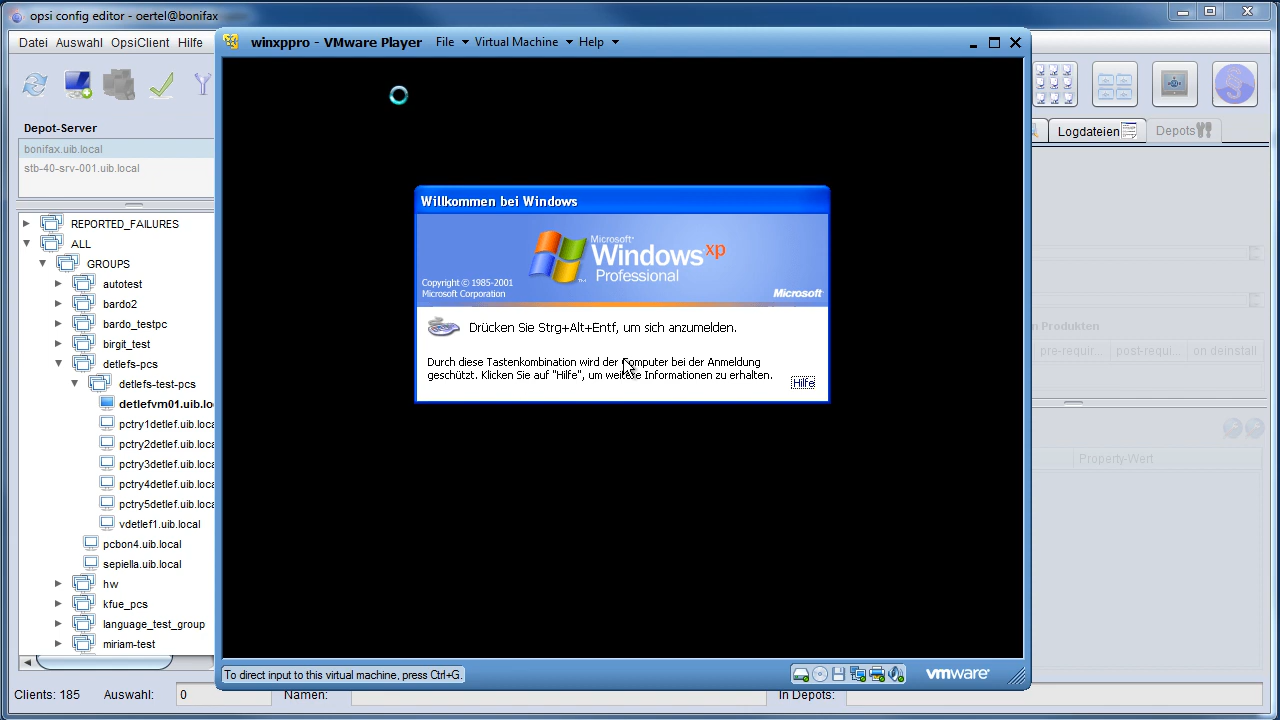 opsi config editor - oertel@bonifax
Datei Auswahl OpsiClient Hilfe
winxppro - VMware Player File Virtual Machine Help
Depot-Server
bonifax.uib.local
stb-40-srv-001.uib.local
Logdateien Depots
REPORTED_FAILURES
ALL
GROUPS
autotest
bardo2
bardo_testpc
birgit_test
detlefs-pcs
detlefs-test-pcs
detlefvm01.uib.lo
pctry1detlef.uib.loca
pctry2detlef.uib.loca
pctry3detlef.uib.loca
pctry4detlef.uib.loca
pctry5detlef.uib.loca
vdetlef1.uib.local
pcbon4.uib.local
sepiella.uib.local
hw
kfue_pcs
language_test_group
miriam-test
Willkommen bei Windows
Microsoft®
Windows xp
Professional
Copyright © 1985-2001
Microsoft Corporation
Microsoft
Drücken Sie Strg+Alt+Entf, um sich anzumelden.
Durch diese Tastenkombination wird der Computer bei der Anmeldung
geschützt. Klicken Sie auf "Hilfe", um weitere Informationen zu erhalten.
Hilfe
n Produkten
pre-requir... post-requi... on deinstall
Property-Wert
To direct input to this virtual machine, press Ctrl+G.
vmware
Clients: 185 Auswahl: 0 Namen: In Depots: